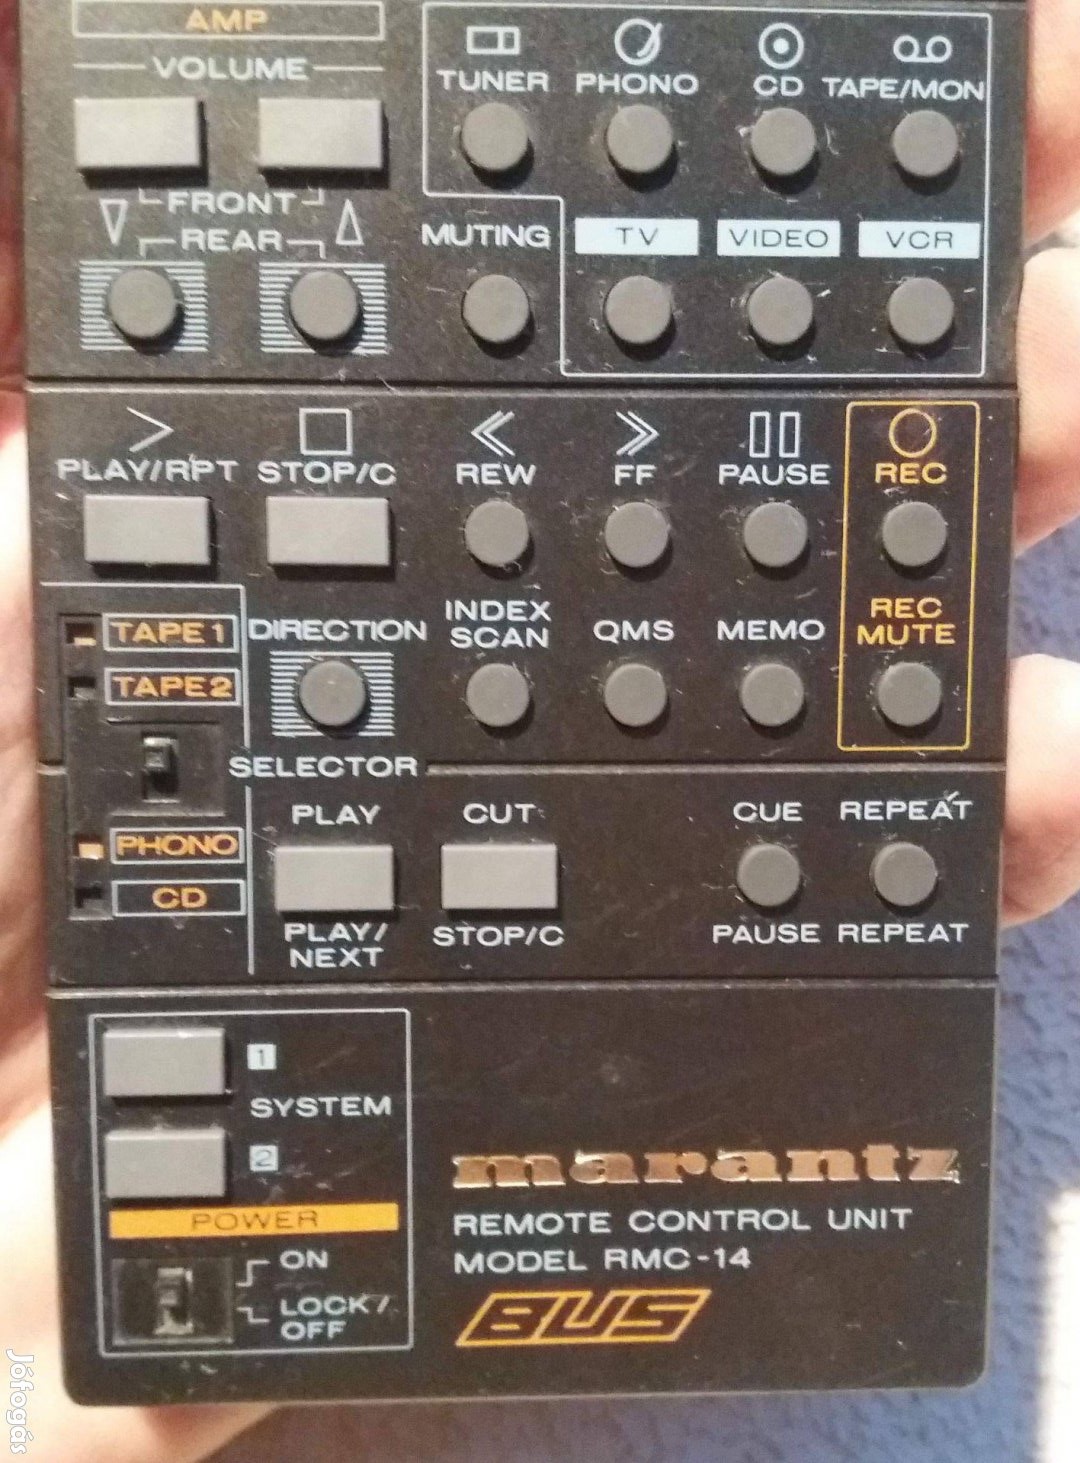 AMP
VOLUME
TUNER PHONO CD TAPE/MON
FRONT
REAR
MUTING TV VIDEO VCR
PLAY/RPT STOP/C REW FF PAUSE REC
TAPE 1 DIRECTION INDEX SCAN QMS MEMO REC MUTE
TAPE 2
SELECTOR
PLAY CUT CUE REPEAT
PHONO
CD
PLAY/NEXT STOP/C PAUSE REPEAT
1
SYSTEM
2
POWER
ON
LOCK/
OFF
marantz
REMOTE CONTROL UNIT
MODEL RMC-14
BUS
Jófogás